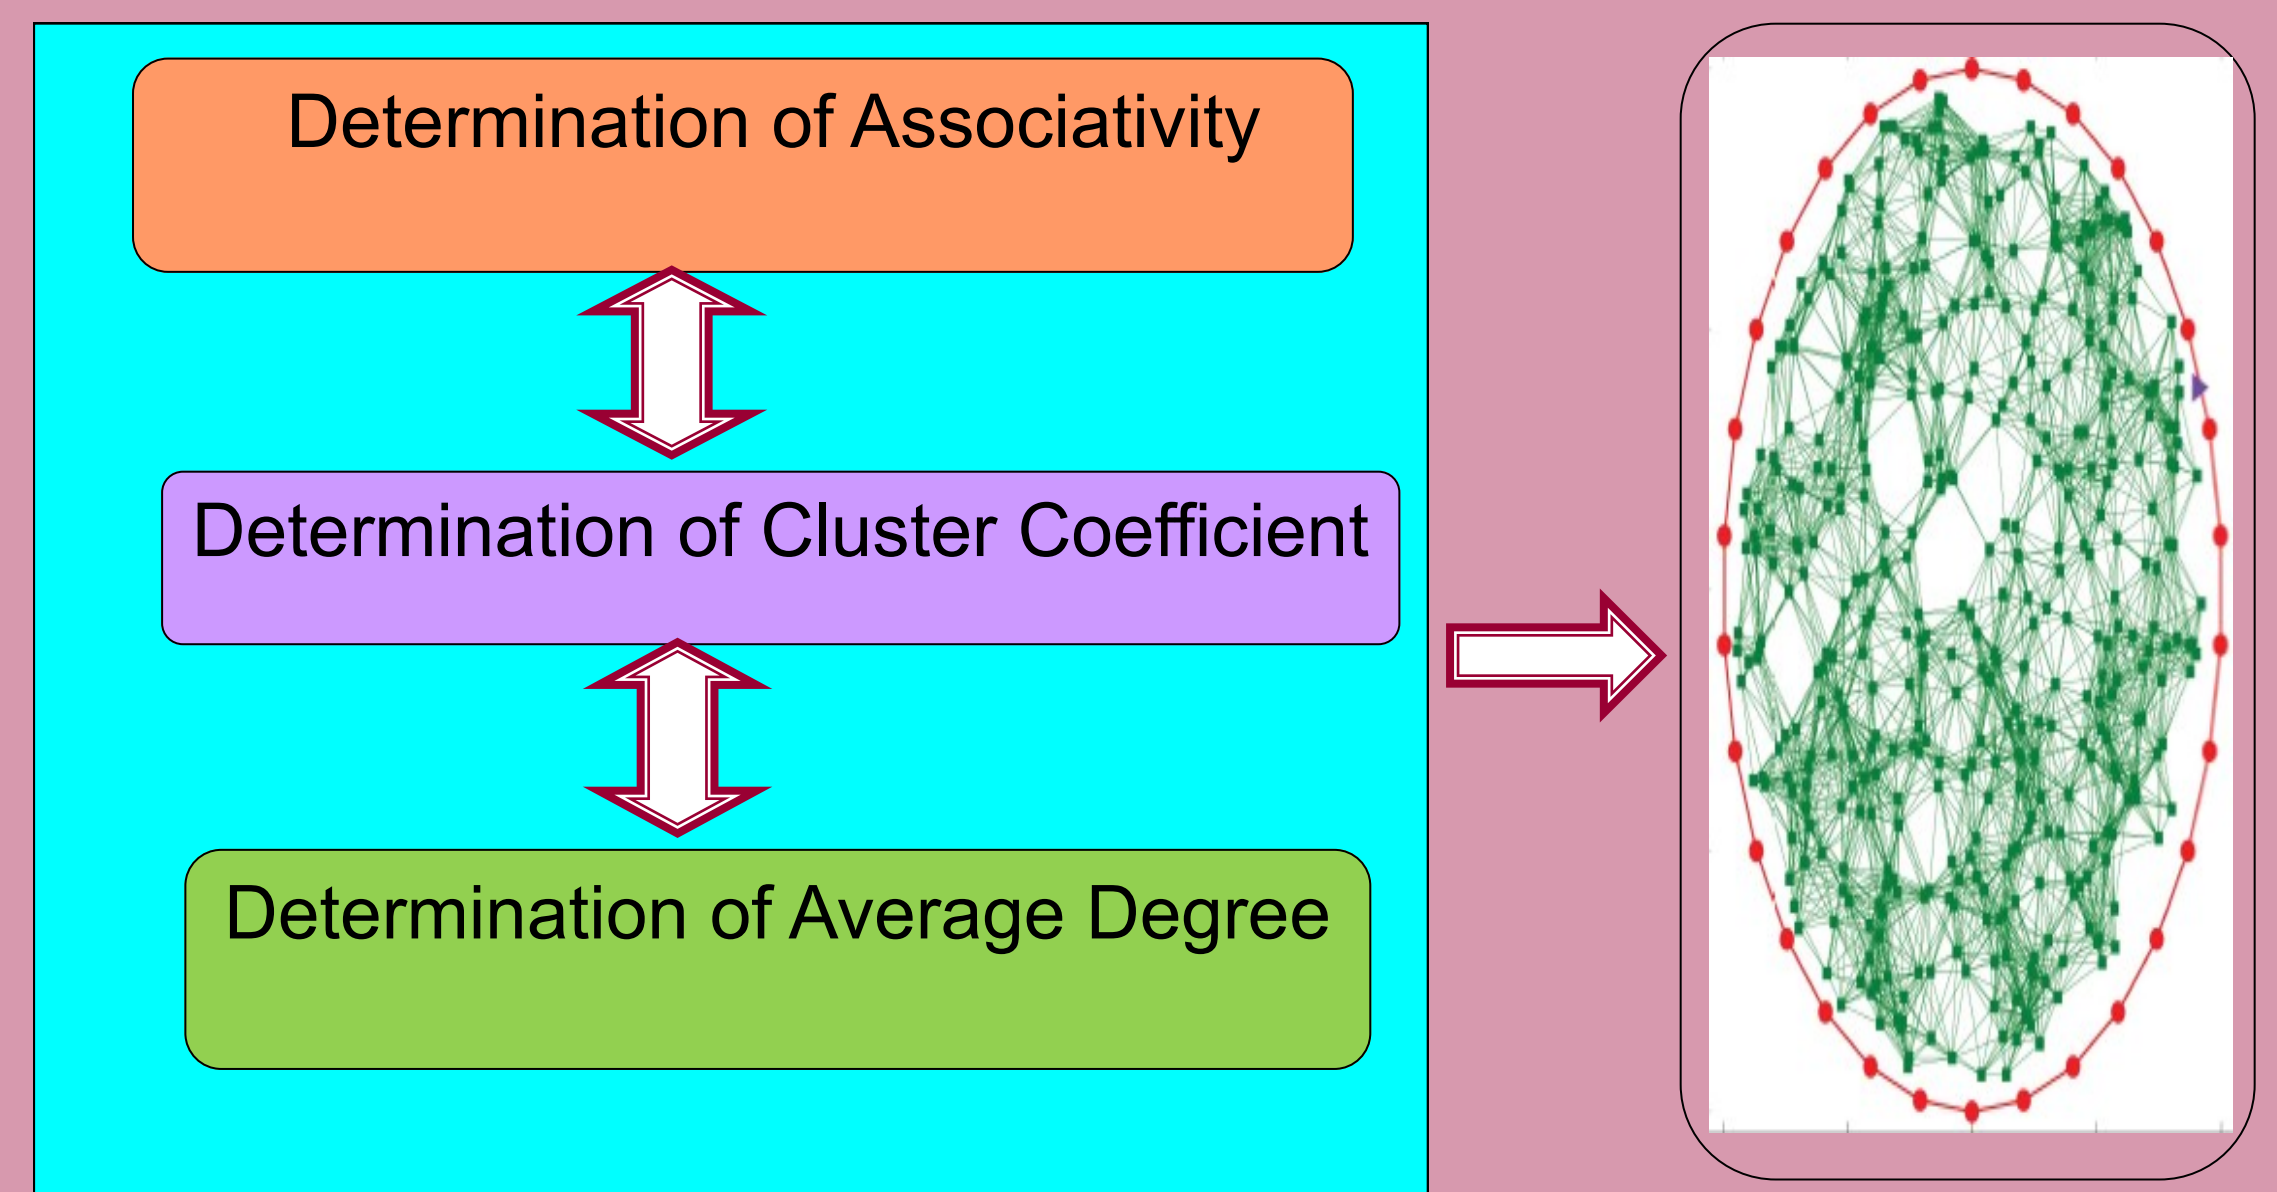 Determination of Associativity
Determination of Cluster Coefficient
Determination of Average Degree